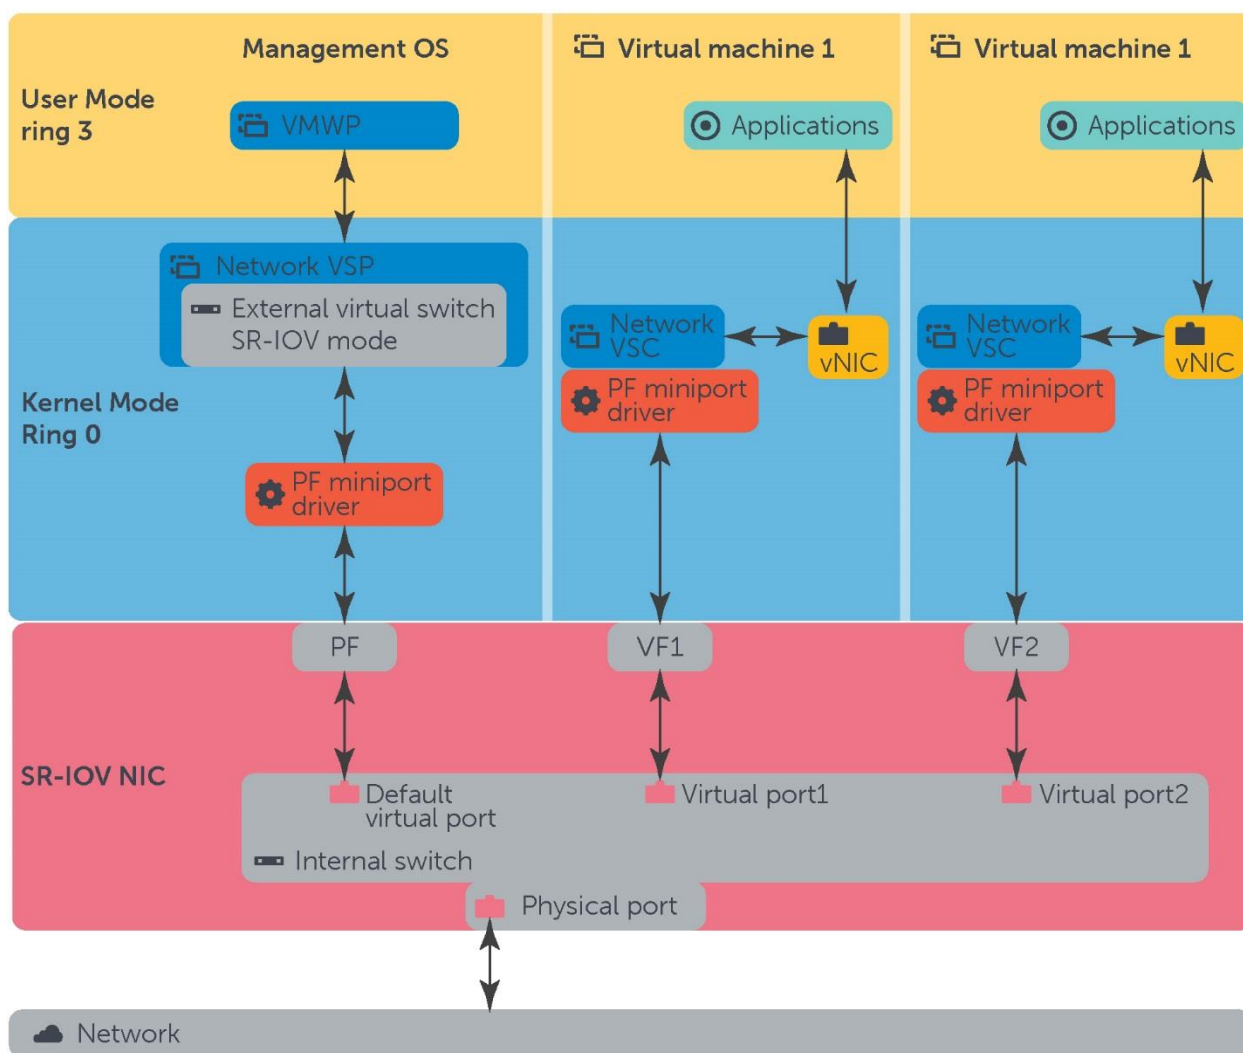 Management OS
Virtual machine 1
Virtual machine 1
User Mode
ring 3
VMWP
Applications
Applications
Network VSP
External virtual switch
SR-IOV mode
Network
VSC
vNIC
Network
VSC
vNIC
Kernel Mode
Ring 0
PF miniport
driver
PF miniport
driver
PF miniport
driver
PF
VF1
VF2
SR-IOV NIC
Default
virtual port
Virtual port1
Virtual port2
Internal switch
Physical port
Network